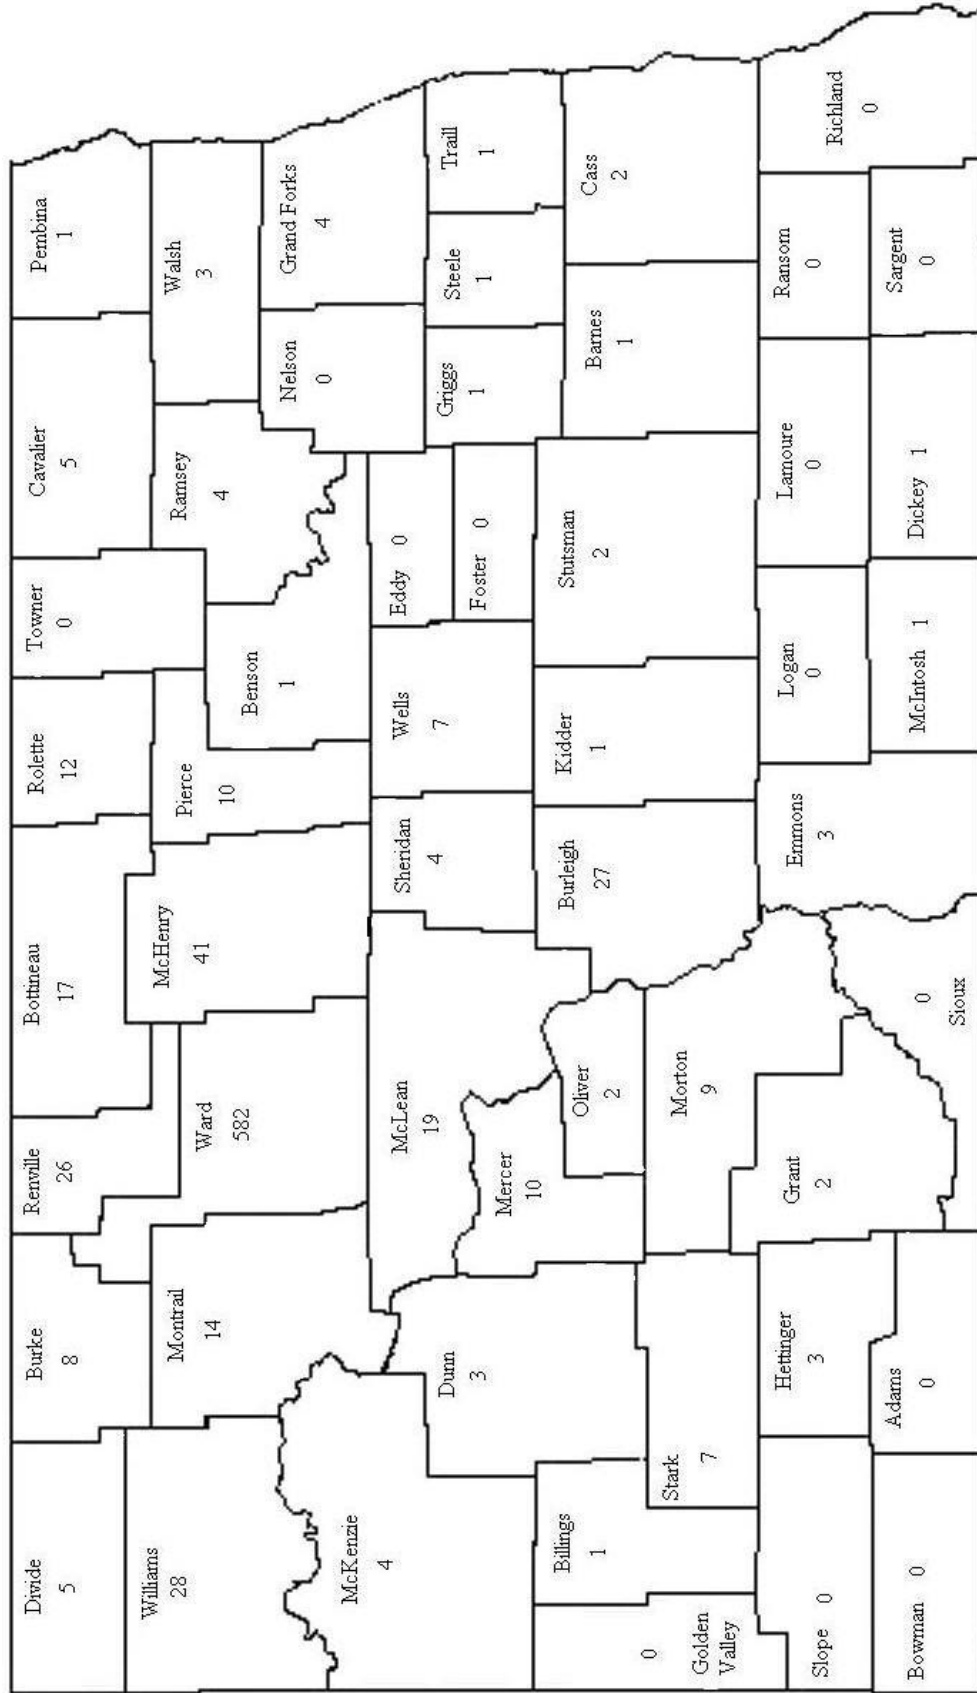 Divide
5
Burke
8
Renville
26
Bottineau
17
Rolette
12
Towner
0
Cavalier
5
Pembina
1
Williams
28
Montrail
14
Ward
582
McHenry
41
Pierce
10
Benson
1
Ramsey
4
Walsh
3
McKenzie
4
Dunn
3
McLean
19
Mercer
10
Oliver
2
Sheridan
4
Wells
7
Eddy 0
Foster 0
Nelson
0
Grand Forks
4
Griggs
1
Steele
1
Traill
1
0
Golden
Valley
Billings
1
Stark
7
Morton
9
Burleigh
27
Kidder
1
Stutsman
2
Barnes
1
Cass
2
Slope 0
Hettinger
3
Grant
2
Emmons
3
Logan
0
Lamoure
0
Ransom
0
Richland
0
Bowman 0
Adams
0
0
Sioux
McIntosh 1
Dickey 1
Sargent
0